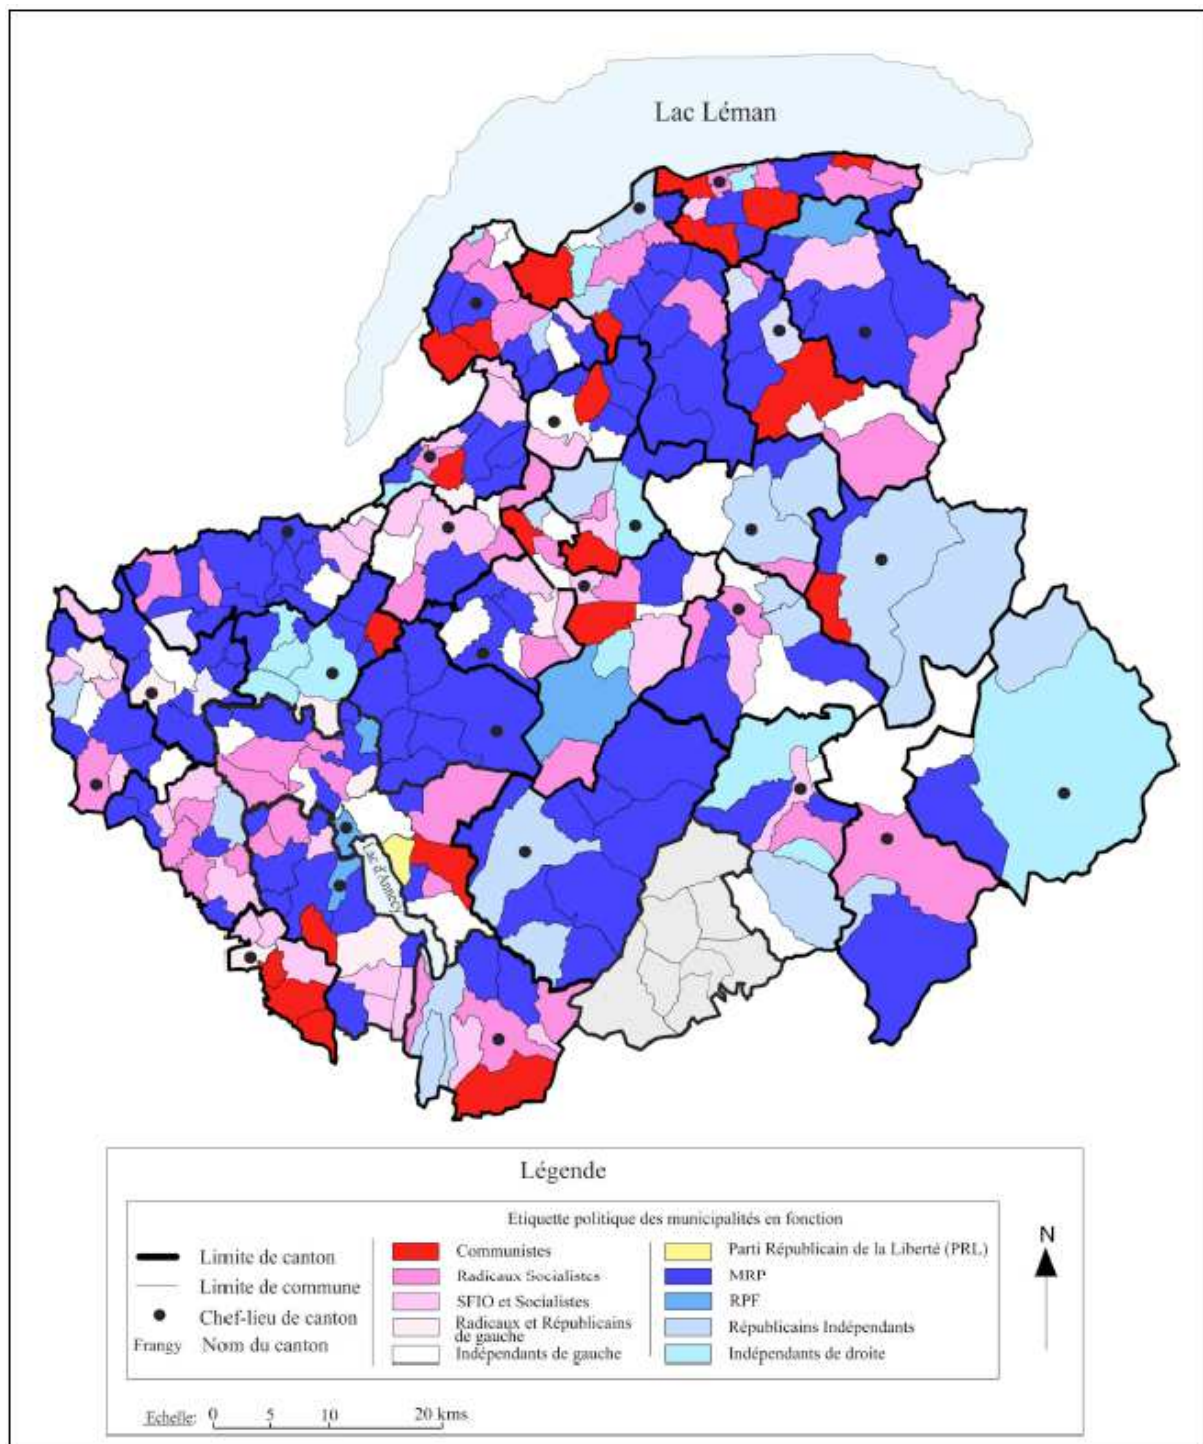 Lac Léman
Lac d'Annecy
Légende
Etiquette politique des municipalités en fonction
Limite de canton
Limite de commune
Chef-lieu de canton
Frangy Nom du canton
Communistes
Radicaux Socialistes
SFIO et Socialistes
Radicaux et Républicains
de gauche
Indépendants de gauche
Parti Républicain de la Liberté (PRL)
MRP
RPF
Républicains Indépendants
Indépendants de droite
N
Echelle: 0 5 10 20 kms